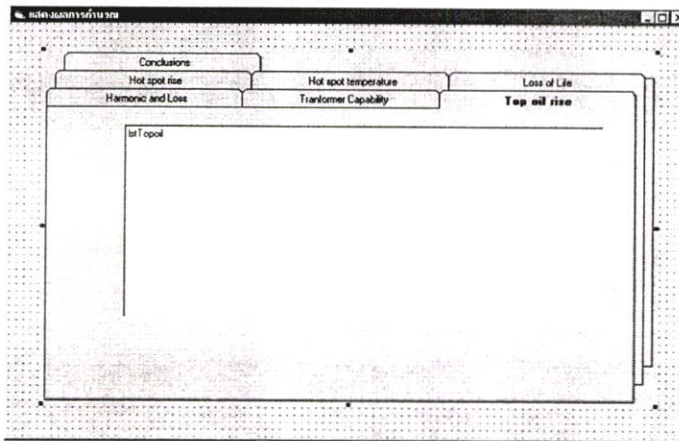 แสดงผลการคำนวณ
Conclusions
Hot spot rise Hot spot temperature Loss of Life
Harmonic and Loss Tranformer Capability Top oil rise
lstTopoil